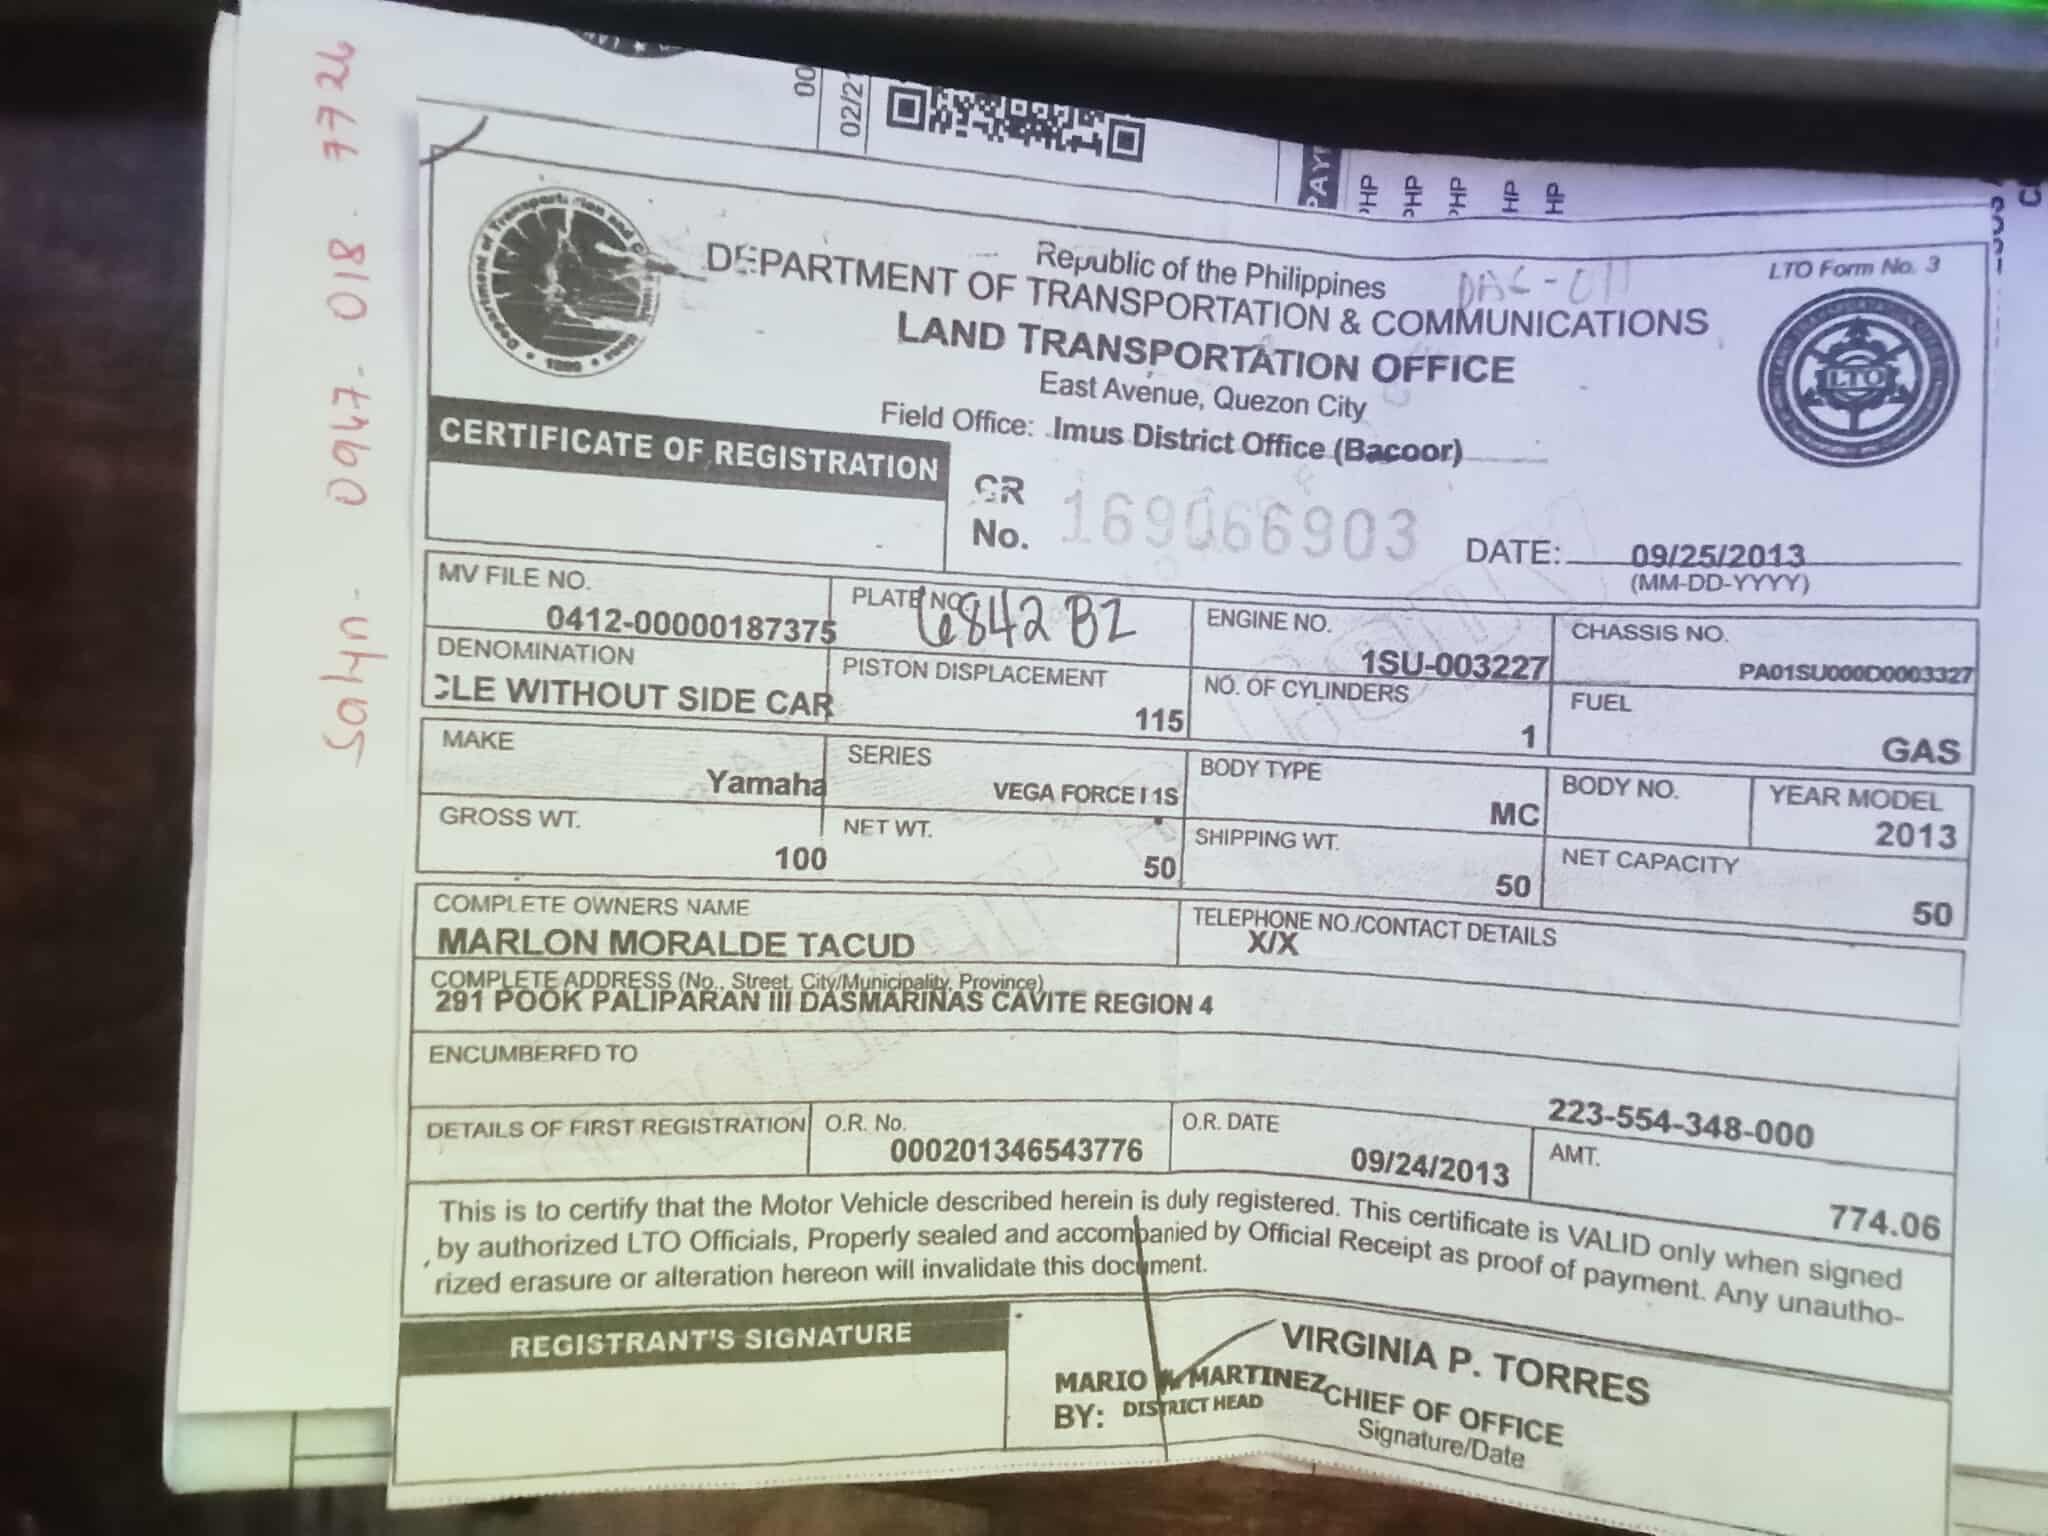 Sahyu - 0947-018-7726
02/2
PHP
PHP
PHP
HP
HP
LTO Form No. 3
Republic of the Philippines
DEPARTMENT OF TRANSPORTATION & COMMUNICATIONS
LAND TRANSPORTATION OFFICE
East Avenue, Quezon City
Field Office: Imus District Office (Bacoor)
LTO
CERTIFICATE OF REGISTRATION
CR No. 169066903
DATE: 09/25/2013
(MM-DD-YYYY)
MV FILE NO. PLATE NO. ENGINE NO. CHASSIS NO.
0412-00000187375 6842 BZ 1SU-003227 PA01SU000D0003327
DENOMINATION PISTON DISPLACEMENT NO. OF CYLINDERS FUEL
CLE WITHOUT SIDE CAR 115 1 GAS
MAKE SERIES BODY TYPE BODY NO. YEAR MODEL
Yamaha VEGA FORCE I 1S MC 2013
GROSS WT. NET WT. SHIPPING WT. NET CAPACITY
100 50 50 50
COMPLETE OWNERS NAME TELEPHONE NO./CONTACT DETAILS
MARLON MORALDE TACUD X/X
COMPLETE ADDRESS (No., Street, City/Municipality, Province)
291 POOK PALIPARAN III DASMARINAS CAVITE REGION 4
ENCUMBERED TO
223-554-348-000
DETAILS OF FIRST REGISTRATION O.R. No. O.R. DATE AMT.
000201346543776 09/24/2013 774.06
This is to certify that the Motor Vehicle described herein is duly registered. This certificate is VALID only when signed
by authorized LTO Officials, Properly sealed and accompanied by Official Receipt as proof of payment. Any unautho-
rized erasure or alteration hereon will invalidate this document.
REGISTRANT'S SIGNATURE
VIRGINIA P. TORRES
MARIO MARTINEZ CHIEF OF OFFICE
BY: DISTRICT HEAD
Signature/Date